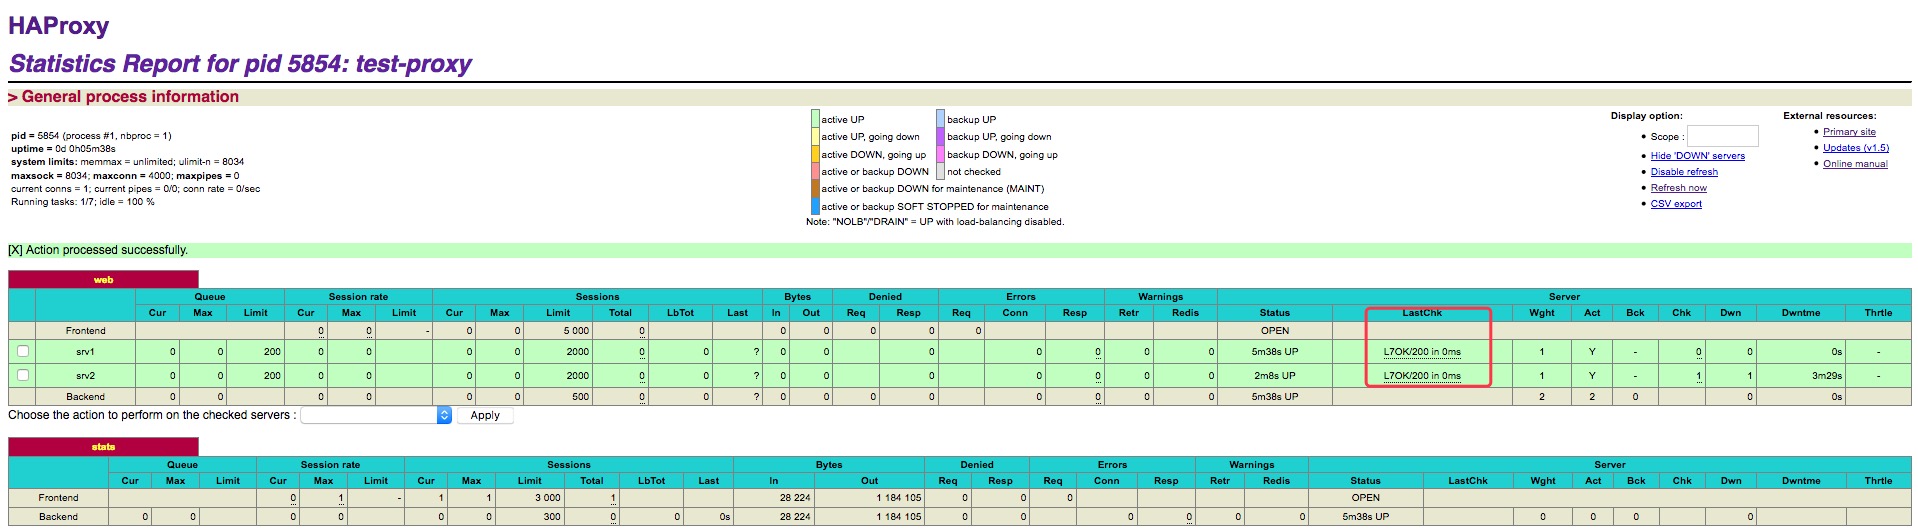 HAProxy
Statistics Report for pid 5854: test-proxy
> General process information
pid = 5854 (process #1, nbproc = 1)
uptime = 0d 0h05m38s
system limits: memmax = unlimited; ulimit-n = 8034
maxsock = 8034; maxconn = 4000; maxpipes = 0
current conns = 1; current pipes = 0/0; conn rate = 0/sec
Running tasks: 1/7; idle = 100 %
active UP backup UP
active UP, going down backup UP, going down
active DOWN, going up backup DOWN, going up
active or backup DOWN not checked
active or backup DOWN for maintenance (MAINT)
active or backup SOFT STOPPED for maintenance
Note: "NOLB"/"DRAIN" = UP with load-balancing disabled.
Display option:
• Scope :
• Hide 'DOWN' servers
• Disable refresh
• Refresh now
• CSV export
External resources:
• Primary site
• Updates (v1.5)
• Online manual
[X] Action processed successfully.
web
Queue Session rate Sessions Bytes Denied Errors Warnings Server
Cur Max Limit Cur Max Limit Cur Max Limit Total LbTot Last In Out Req Resp Req Conn Resp Retr Redis Status LastChk Wght Act Bck Chk Dwn Dwntme Thrtle
Frontend 0 0 - 0 0 5 000 0 0 0 0 0 0 OPEN
srv1 0 0 200 0 0 0 0 2000 0 0 ? 0 0 0 0 0 0 0 5m38s UP L7OK/200 in 0ms 1 Y - 0 0 0s -
srv2 0 0 200 0 0 0 0 2000 0 0 ? 0 0 0 0 0 0 0 2m8s UP L7OK/200 in 0ms 1 Y - 1 1 3m29s -
Backend 0 0 0 0 0 0 500 0 0 ? 0 0 0 0 0 0 0 0 5m38s UP 2 2 0 0 0s
Choose the action to perform on the checked servers : Apply
stats
Queue Session rate Sessions Bytes Denied Errors Warnings Server
Cur Max Limit Cur Max Limit Cur Max Limit Total LbTot Last In Out Req Resp Req Conn Resp Retr Redis Status LastChk Wght Act Bck Chk Dwn Dwntme Thrtle
Frontend 0 1 - 1 1 3 000 1 28 224 1 184 105 0 0 0 OPEN
Backend 0 0 0 0 0 0 300 0 0 0s 28 224 1 184 105 0 0 0 0 0 0 5m38s UP 0 0 0 0